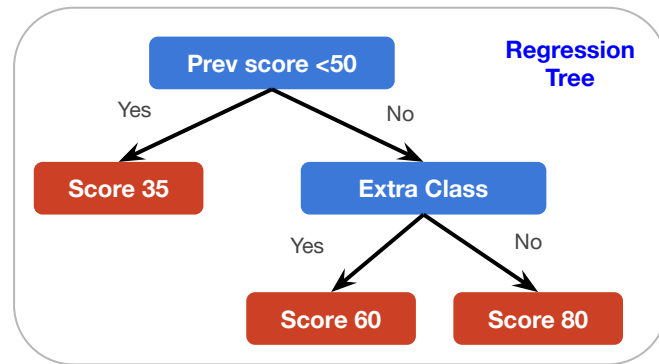 Prev score <50
Regression
Tree
Yes
No
Score 35
Extra Class
Yes
No
Score 60
Score 80